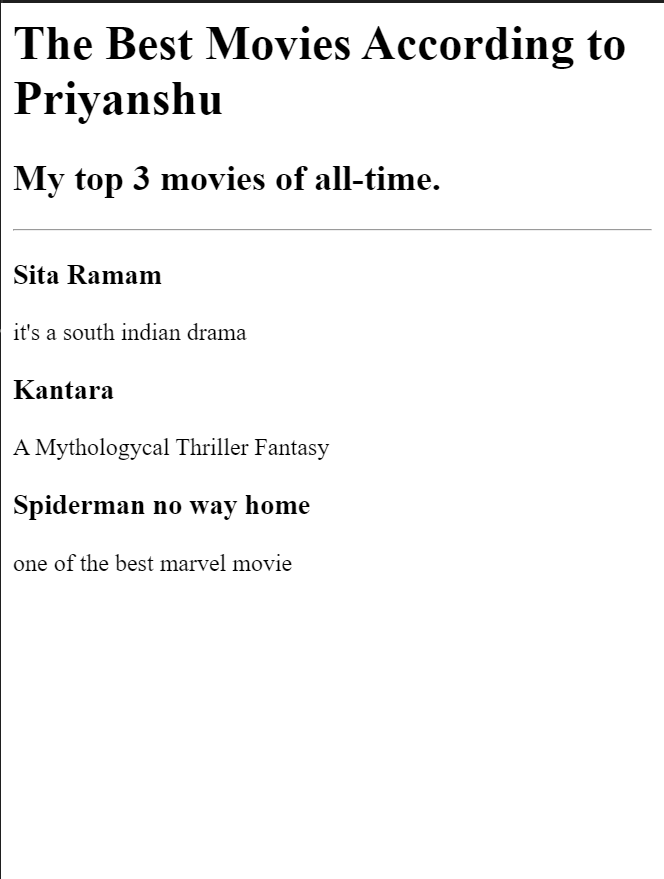 The Best Movies According to
Priyanshu
My top 3 movies of all-time.
Sita Ramam
it's a south indian drama
Kantara
A Mythologycal Thriller Fantasy
Spiderman no way home
one of the best marvel movie